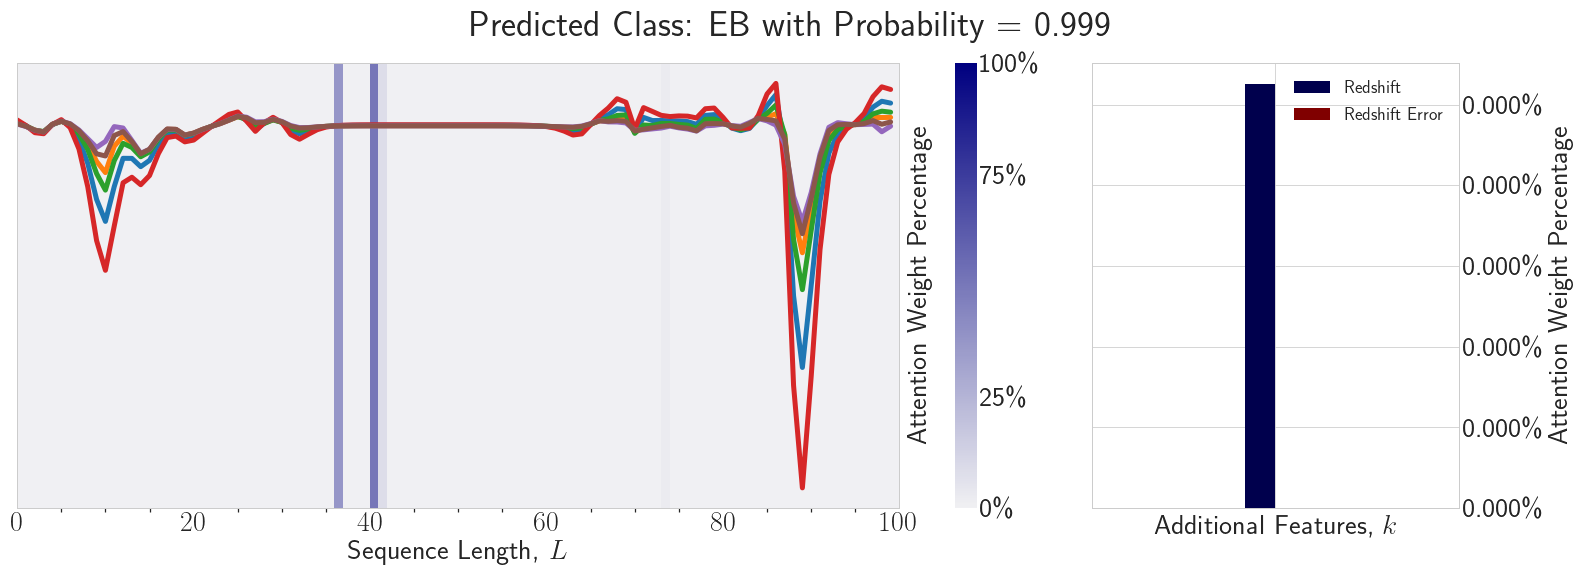 Predicted Class: EB with Probability = 0.999
0 20 40 60 80 100
Sequence Length, L
100%
75%
25%
0%
Attention Weight Percentage
Redshift
Redshift Error
0.000%
0.000%
0.000%
0.000%
0.000%
0.000%
Additional Features, k
Attention Weight Percentage